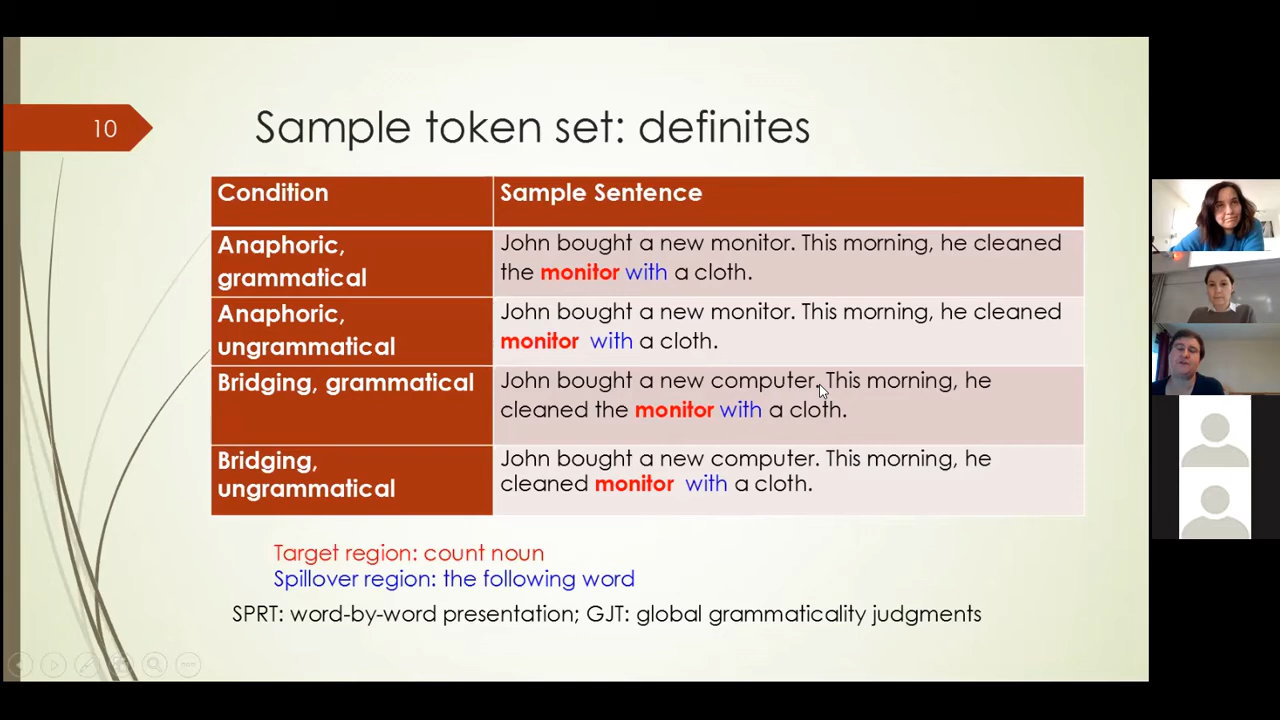 10
Sample token set: definites
Condition
Sample Sentence
Anaphoric,
grammatical
John bought a new monitor. This morning, he cleaned
the monitor with a cloth.
Anaphoric,
ungrammatical
John bought a new monitor. This morning, he cleaned
monitor with a cloth.
Bridging, grammatical
John bought a new computer. This morning, he
cleaned the monitor with a cloth.
Bridging,
ungrammatical
John bought a new computer. This morning, he
cleaned monitor with a cloth.
Target region: count noun
Spillover region: the following word
SPRT: word-by-word presentation; GJT: global grammaticality judgments